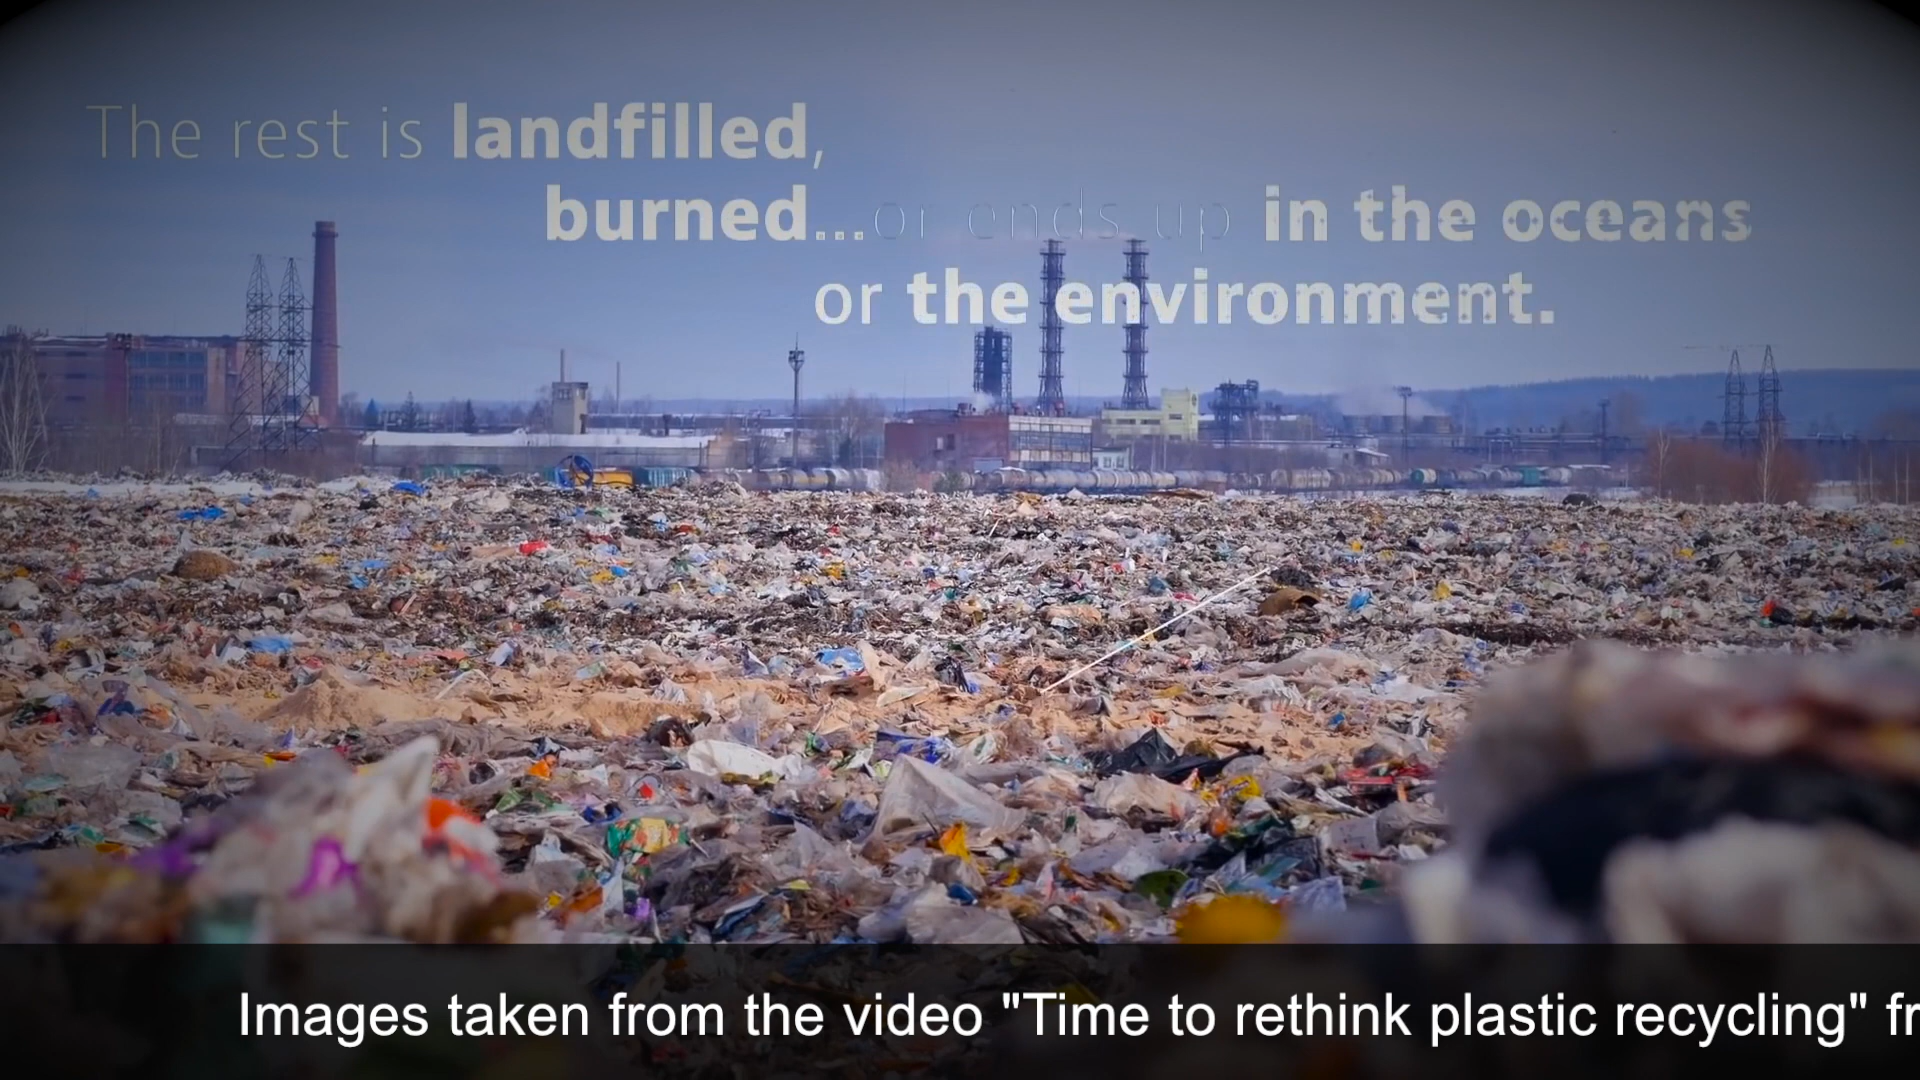 The rest is landfilled,
burned...or ends up in the oceans
or the environment.
Images taken from the video "Time to rethink plastic recycling" fr